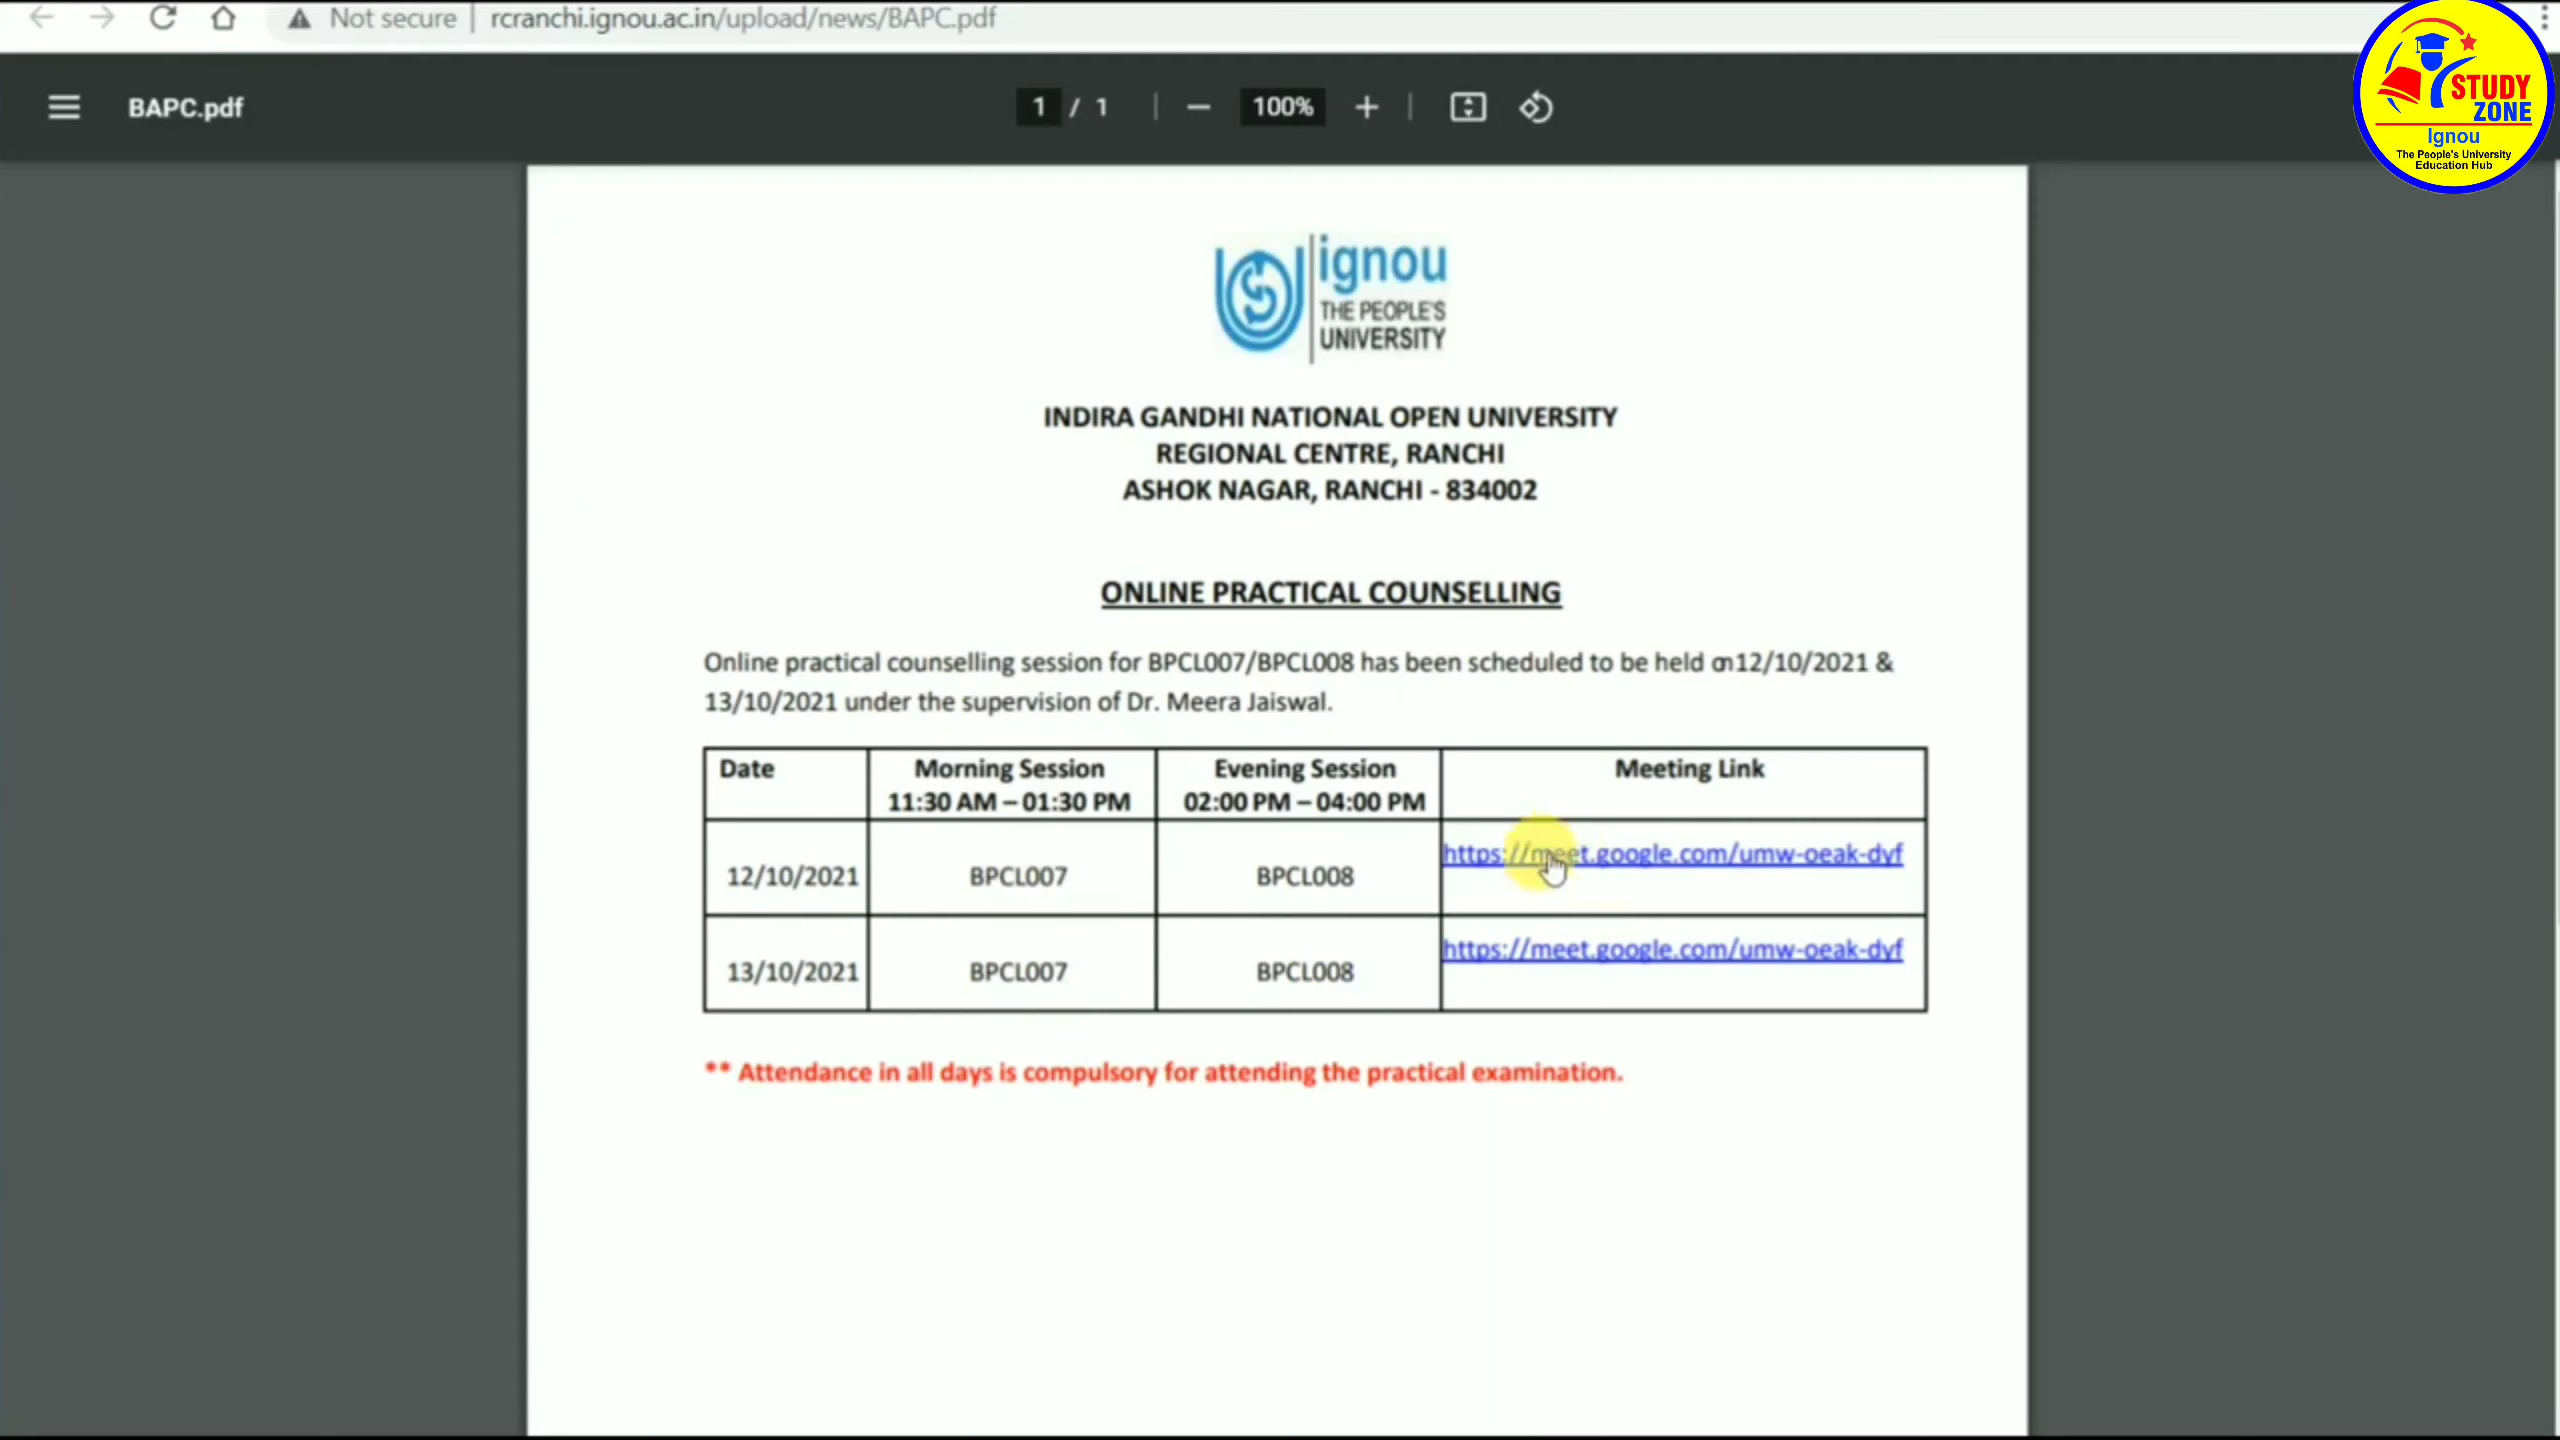 Not secure | rcranchi.ignou.ac.in/upload/news/BAPC.pdf
STUDY
ZONE
Ignou
The People's University
Education Hub
BAPC.pdf
1 / 1
100%
ignou
THE PEOPLE'S
UNIVERSITY
INDIRA GANDHI NATIONAL OPEN UNIVERSITY
REGIONAL CENTRE, RANCHI
ASHOK NAGAR, RANCHI - 834002
ONLINE PRACTICAL COUNSELLING
Online practical counselling session for BPCL007/BPCL008 has been scheduled to be held on12/10/2021 &
13/10/2021 under the supervision of Dr. Meera Jaiswal.
Date Morning Session Evening Session Meeting Link
11:30 AM – 01:30 PM 02:00 PM – 04:00 PM
12/10/2021 BPCL007 BPCL008 https://meet.google.com/umw-oeak-dyf
13/10/2021 BPCL007 BPCL008 https://meet.google.com/umw-oeak-dyf
** Attendance in all days is compulsory for attending the practical examination.